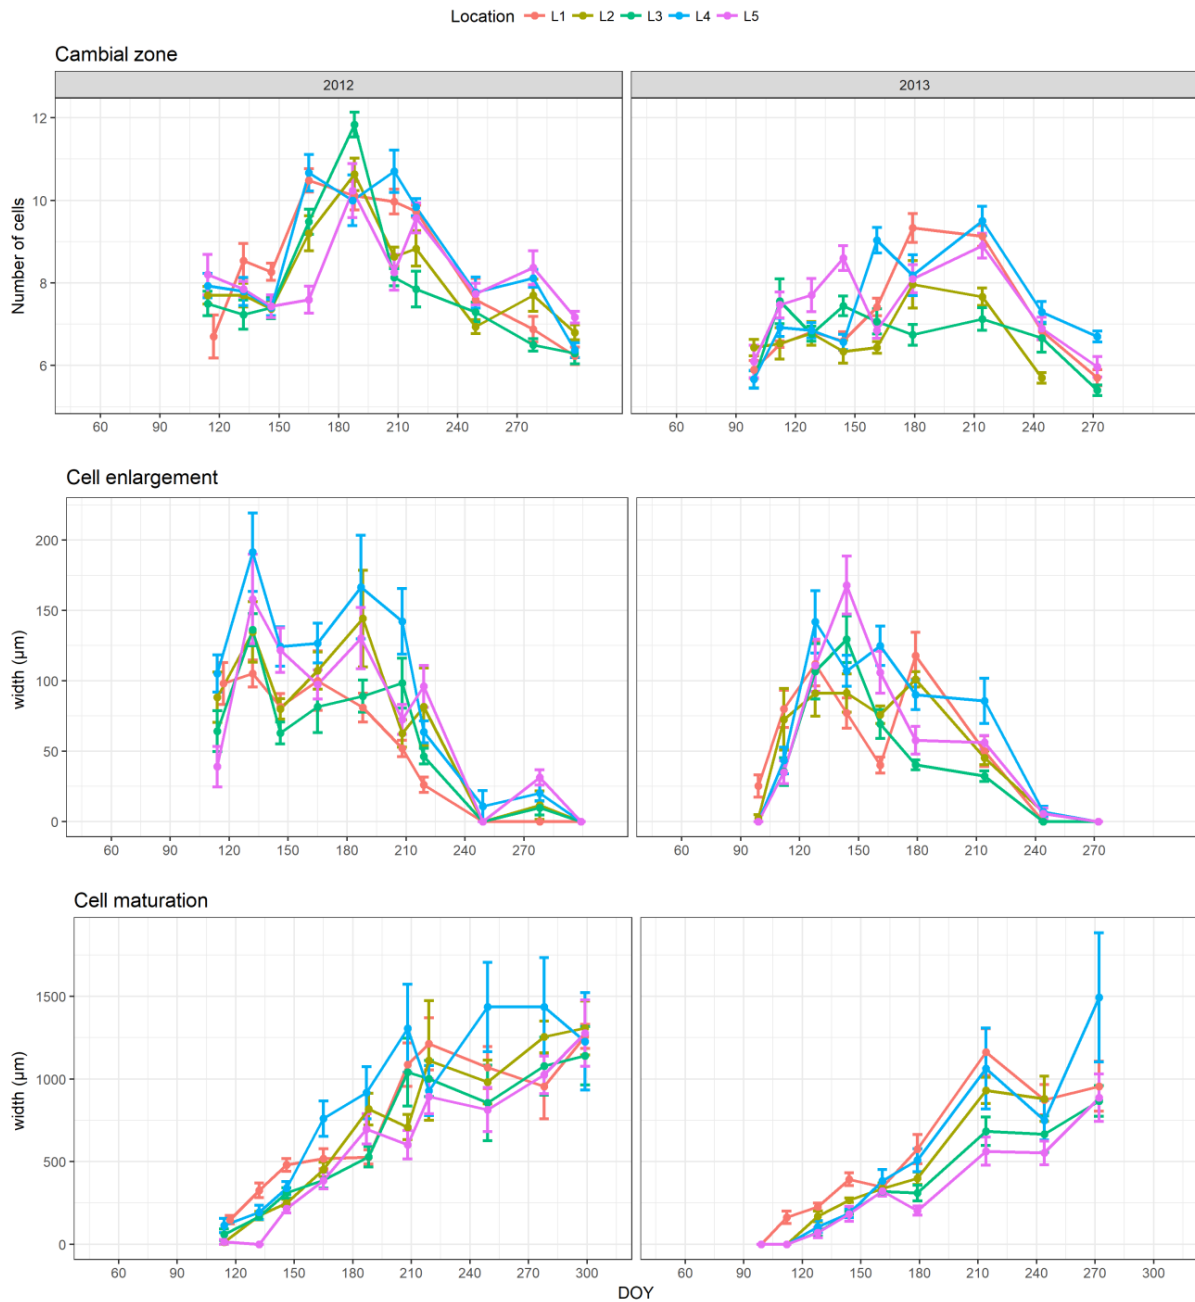 Location L1 L2 L3 L4 L5
Cambial zone
2012 2013
Number of cells
12
10
8
6
60 90 120 150 180 210 240 270 60 90 120 150 180 210 240 270
Cell enlargement
width (µm)
200
150
100
50
0
60 90 120 150 180 210 240 270 60 90 120 150 180 210 240 270
Cell maturation
width (µm)
1500
1000
500
0
60 90 120 150 180 210 240 270 300 60 90 120 150 180 210 240 270 300
DOY